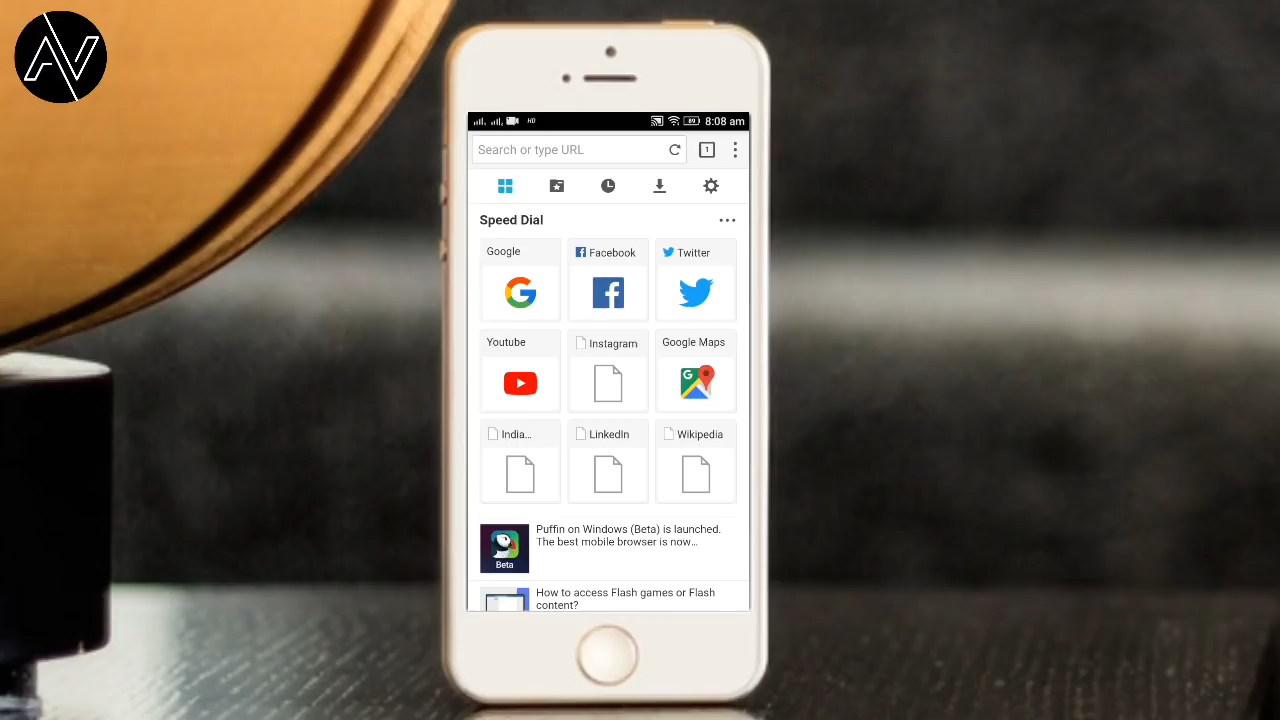 AV
HD
89
8:08 am
Search or type URL
1
Speed Dial
Google
Facebook
Twitter
Youtube
Instagram
Google Maps
G
India...
LinkedIn
Wikipedia
Beta
Puffin on Windows (Beta) is launched.
The best mobile browser is now...
How to access Flash games or Flash
content?